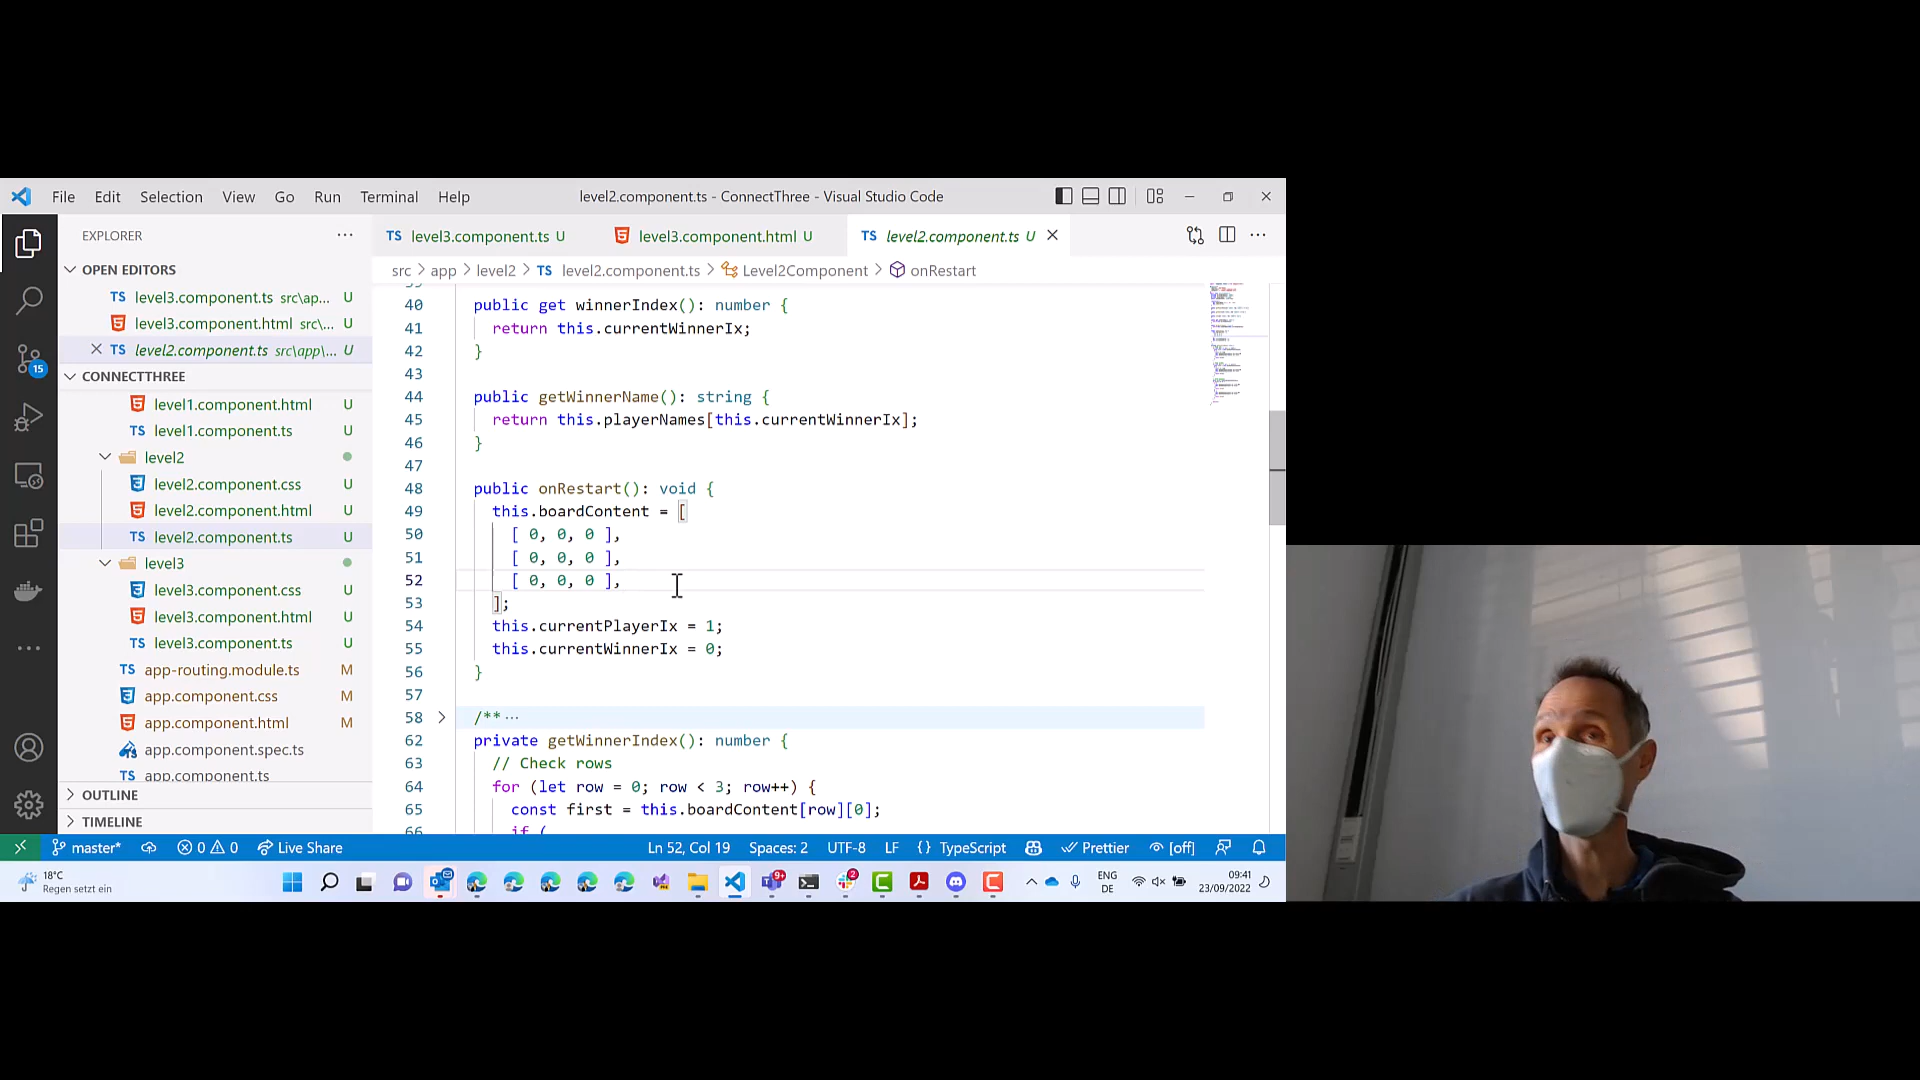 File Edit Selection View Go Run Terminal Help
level2.component.ts - ConnectThree - Visual Studio Code
EXPLORER
OPEN EDITORS
TS level3.component.ts src\ap... U
level3.component.html src\... U
TS level2.component.ts src\app\... U
CONNECTTHREE
level1.component.html U
TS level1.component.ts U
level2
level2.component.css U
level2.component.html U
TS level2.component.ts U
level3
level3.component.css U
level3.component.html U
TS level3.component.ts U
TS app-routing.module.ts M
app.component.css M
app.component.html M
app.component.spec.ts
app.component.ts
OUTLINE
TIMELINE
15
TS level3.component.ts U
level3.component.html U
TS level2.component.ts U
src > app > level2 > TS level2.component.ts > Level2Component > onRestart
40 public get winnerIndex(): number {
41 return this.currentWinnerIx;
42 }
43
44 public getWinnerName(): string {
45 return this.playerNames[this.currentWinnerIx];
46 }
47
48 public onRestart(): void {
49 this.boardContent = [
50 [ 0, 0, 0 ],
51 [ 0, 0, 0 ],
52 [ 0, 0, 0 ],
53 ];
54 this.currentPlayerIx = 1;
55 this.currentWinnerIx = 0;
56 }
57
58 /** ...
62 private getWinnerIndex(): number {
63 // Check rows
64 for (let row = 0; row < 3; row++) {
65 const first = this.boardContent[row][0];
66 if (
master* 0 0 Live Share Ln 52, Col 19 Spaces: 2 UTF-8 LF {} TypeScript Prettier [off]
18°C
Regen setzt ein
9+
2
ENG
DE
09:41
23/09/2022